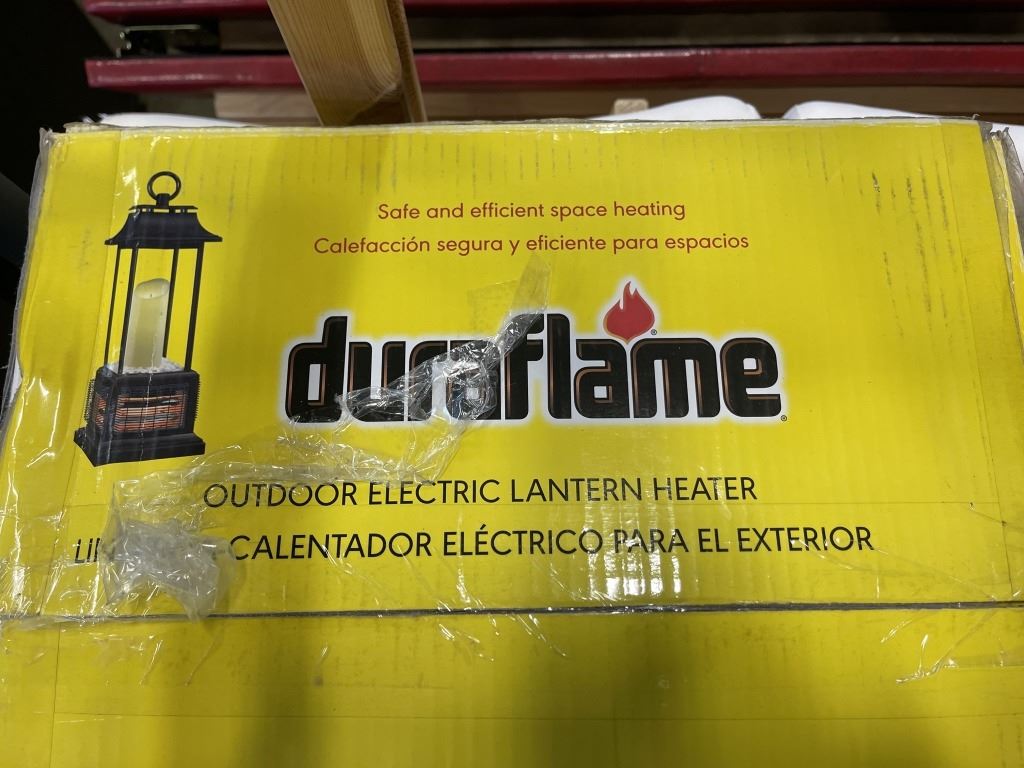 Safe and efficient space heating
Calefacción segura y eficiente para espacios
duraflame®
OUTDOOR ELECTRIC LANTERN HEATER
CALENTADOR ELÉCTRICO PARA EL EXTERIOR